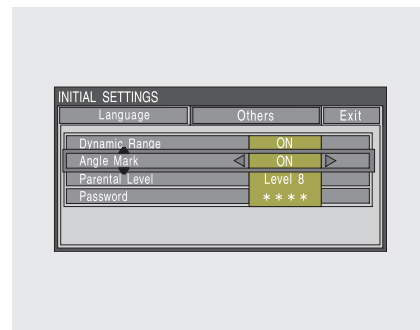 INITIAL SETTINGS
Language Others Exit
Dynamic Range ON
Angle Mark ON
Parental Level Level 8
Password ****